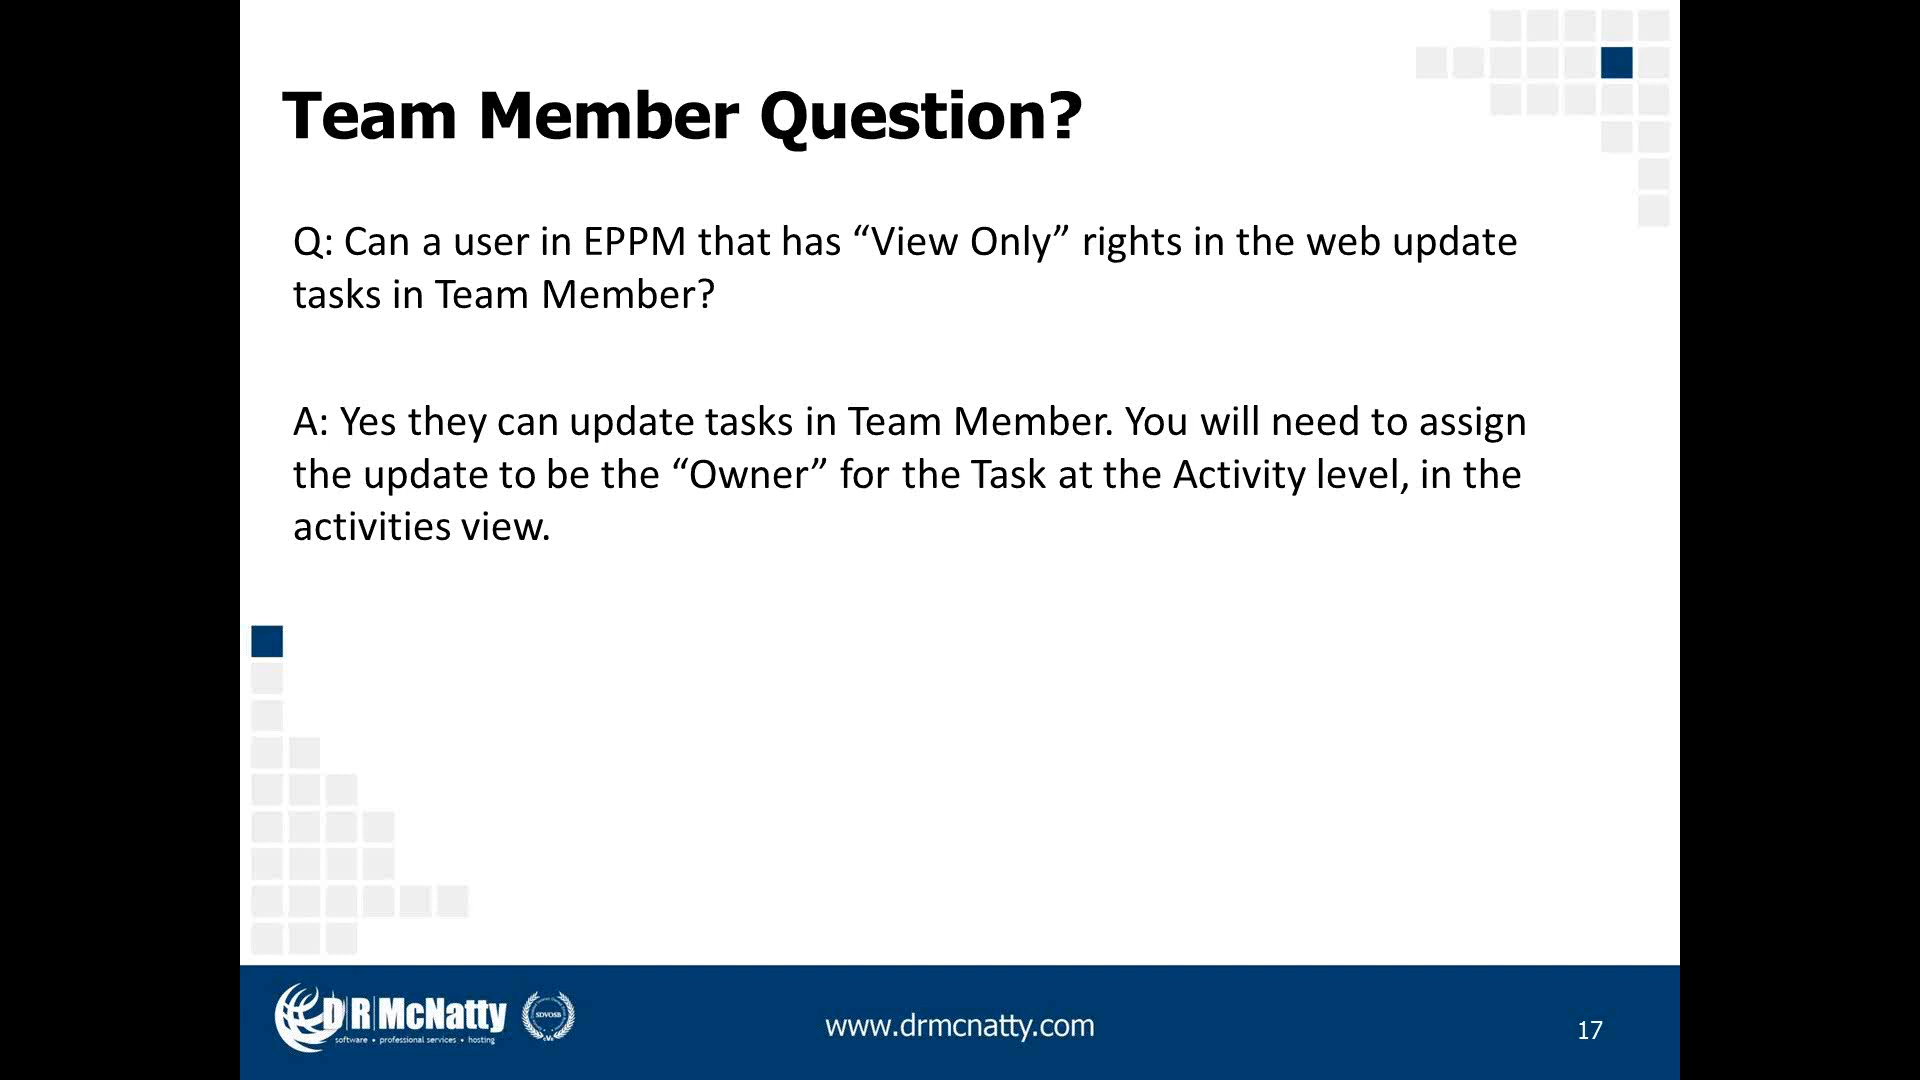 Team Member Question?
Q: Can a user in EPPM that has “View Only” rights in the web update
tasks in Team Member?
A: Yes they can update tasks in Team Member. You will need to assign
the update to be the “Owner” for the Task at the Activity level, in the
activities view.
D|R|McNatty
software • professional services • hosting
SDVOSB
www.drmcnatty.com
17